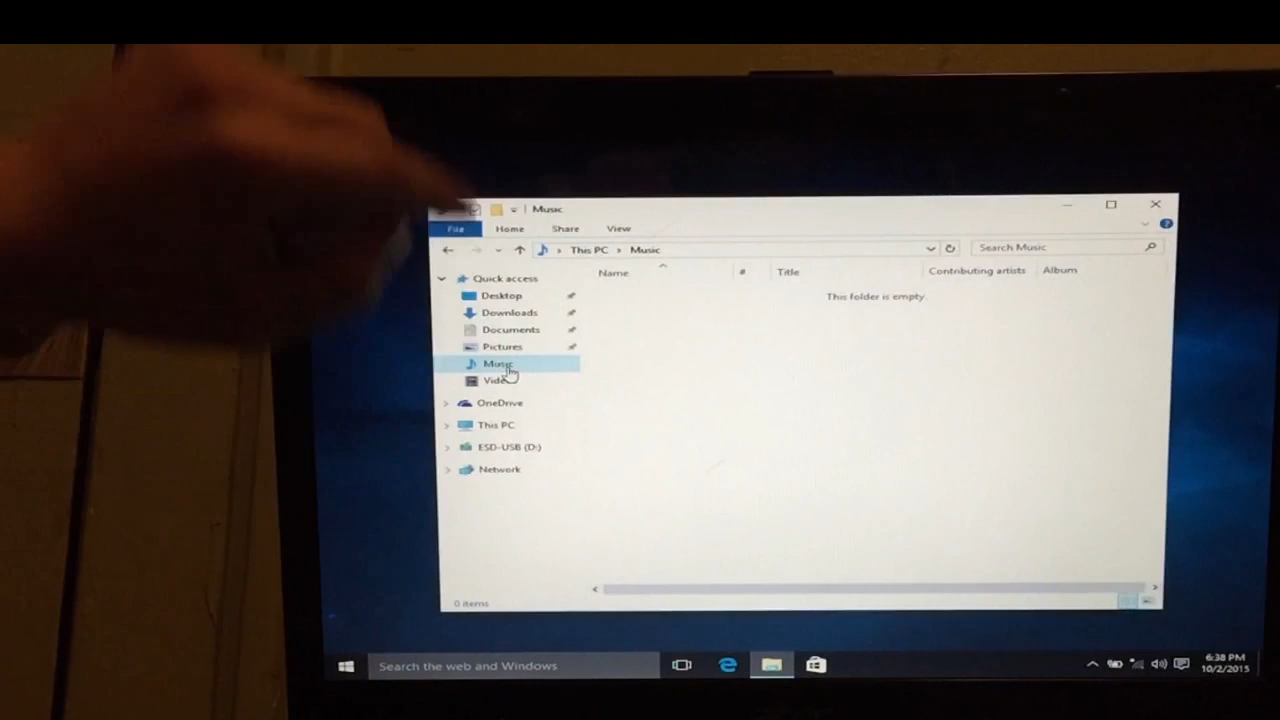 Music
File Home Share View
This PC > Music
Search Music
Name # Title Contributing artists Album
This folder is empty.
Quick access
Desktop
Downloads
Documents
Pictures
Music
OneDrive
This PC
ESD-USB (D:)
Network
0 items
Search the web and Windows
6:38 PM
10/2/2015